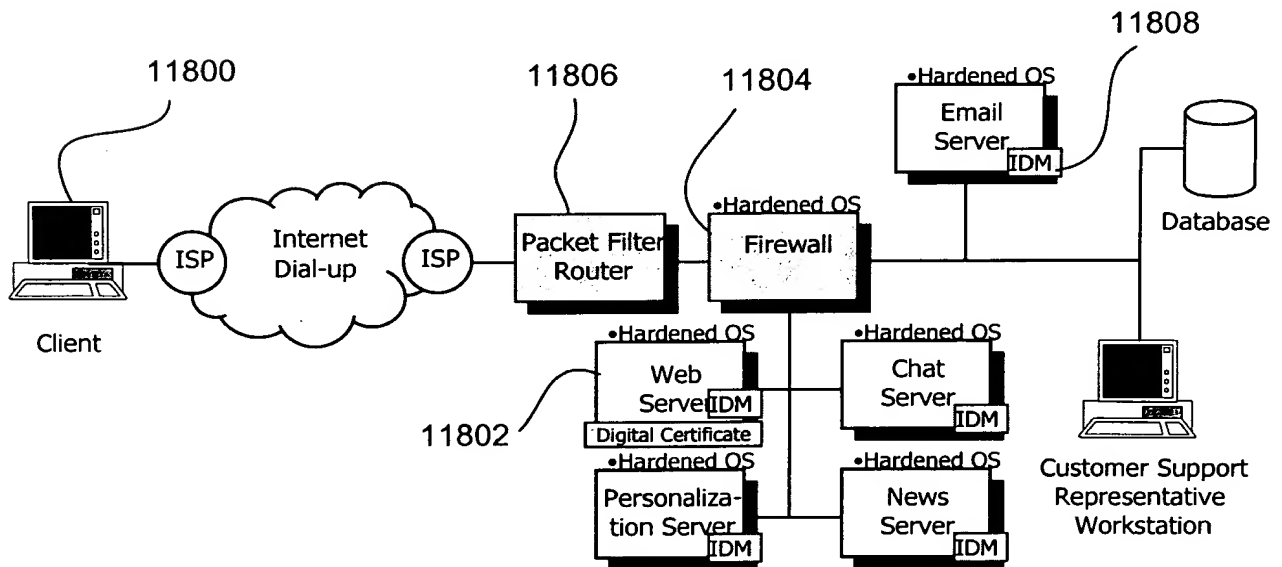 11800
11806
11804
11808
•Hardened OS
Email
Server
IDM
Database
ISP
Internet
Dial-up
ISP
Packet Filter
Router
•Hardened OS
Firewall
Client
•Hardened OS
Web
Server
IDM
Digital Certificate
11802
•Hardened OS
Chat
Server
IDM
•Hardened OS
Personaliza-
tion Server
IDM
•Hardened OS
News
Server
IDM
Customer Support
Representative
Workstation